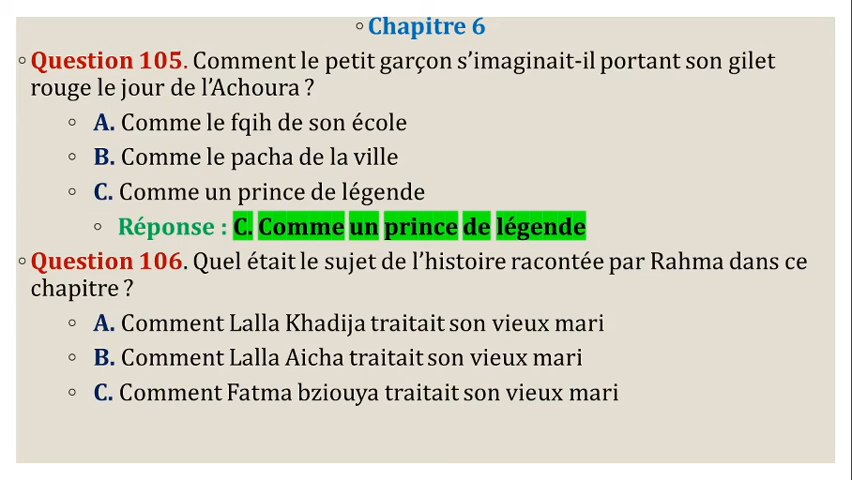 Chapitre 6
Question 105. Comment le petit garçon s’imaginait-il portant son gilet
rouge le jour de l’Achoura ?
A. Comme le fqih de son école
B. Comme le pacha de la ville
C. Comme un prince de légende
Réponse : C. Comme un prince de légende
Question 106. Quel était le sujet de l’histoire racontée par Rahma dans ce
chapitre ?
A. Comment Lalla Khadija traitait son vieux mari
B. Comment Lalla Aicha traitait son vieux mari
C. Comment Fatma bziouya traitait son vieux mari